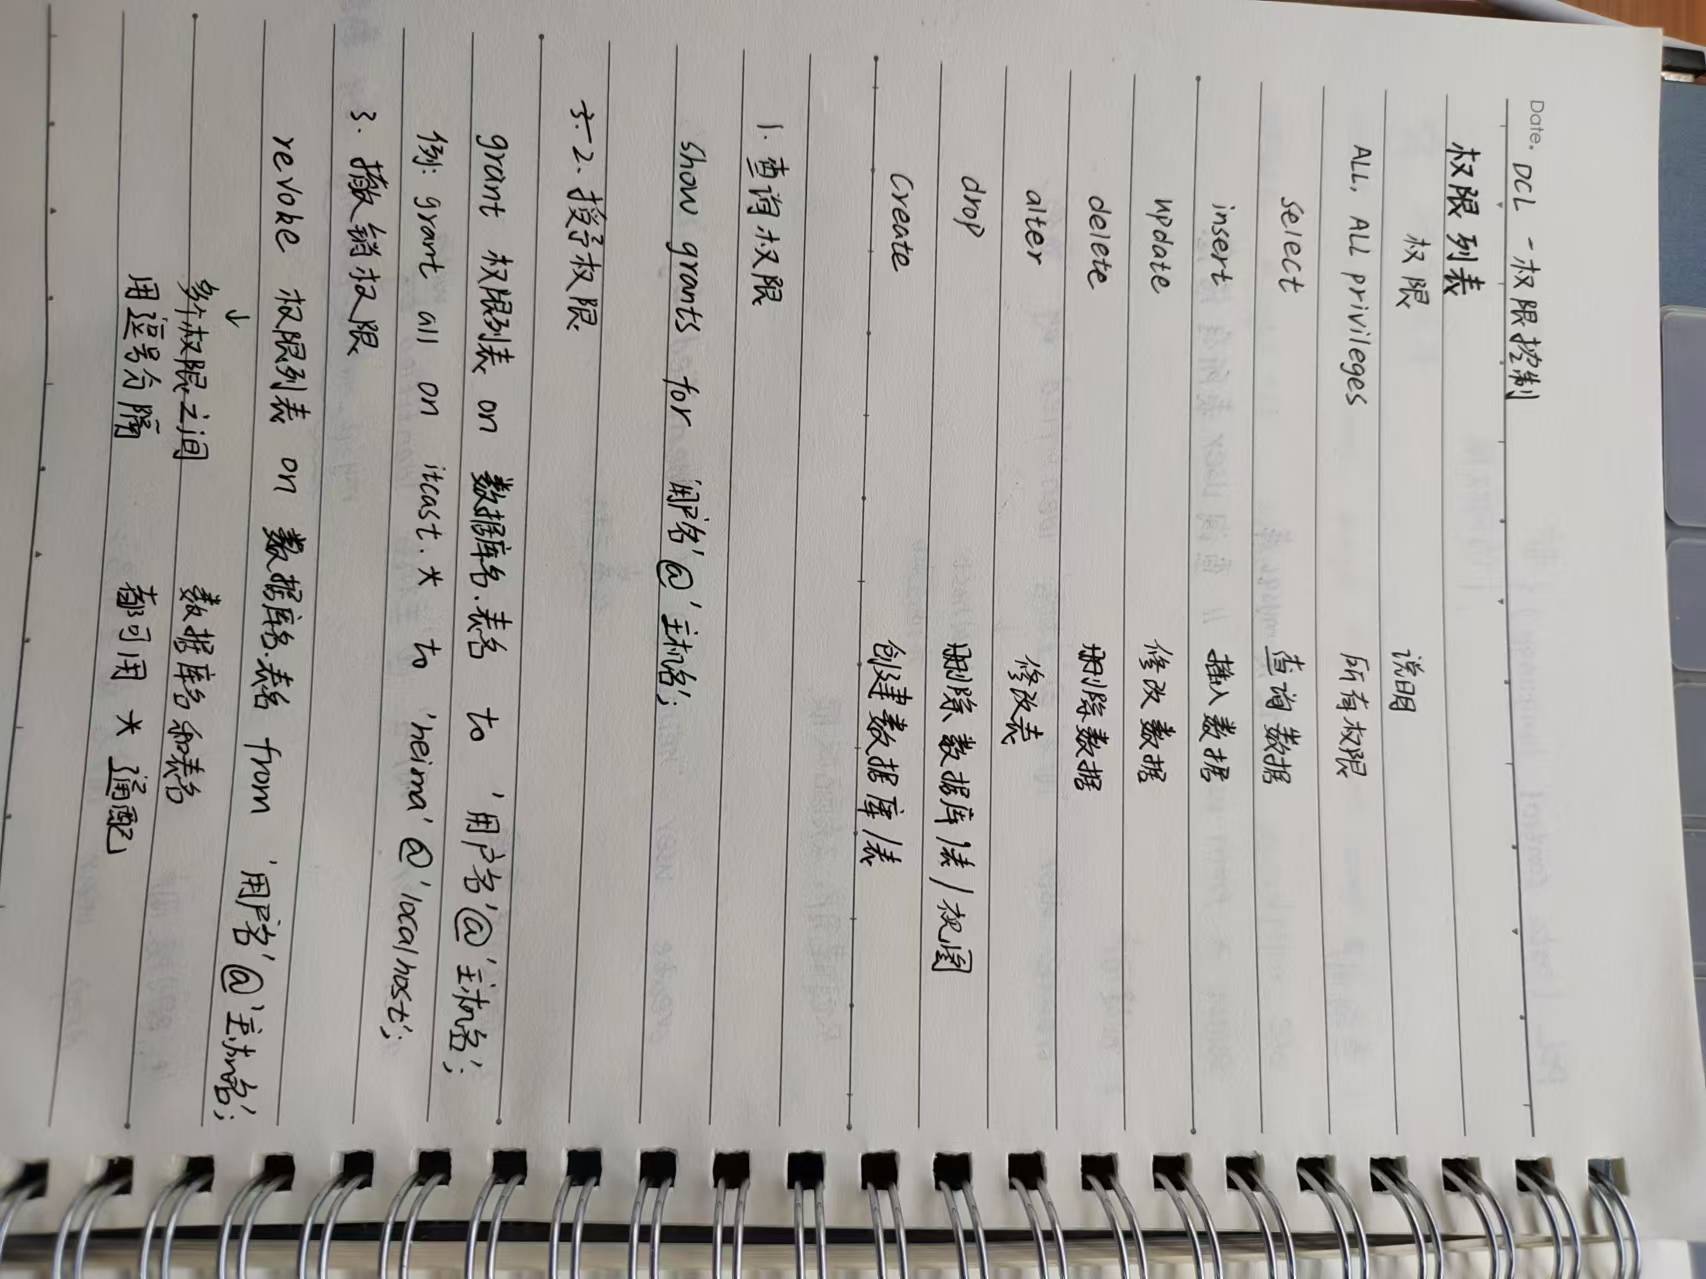 Date. DCL - 权限控制
权限列表
权限 说明
ALL, ALL privileges 所有权限
select 查询数据
insert 插入数据
update 修改数据
delete 删除数据
alter 修改表
drop 删除数据库/表/视图
Create 创建数据库/表
1. 查询权限
show grants for '用户名'@'主机名';
3. 2. 授予权限
grant 权限列表 on 数据库名.表名 to '用户名'@'主机名';
例: grant all on itcast.* to 'heima'@'localhost';
3. 撤销权限
revoke 权限列表 on 数据库名.表名 from '用户名'@'主机名';
↓
多个权限之间 数据库名和表名
用逗号分隔 都可用 * 通配